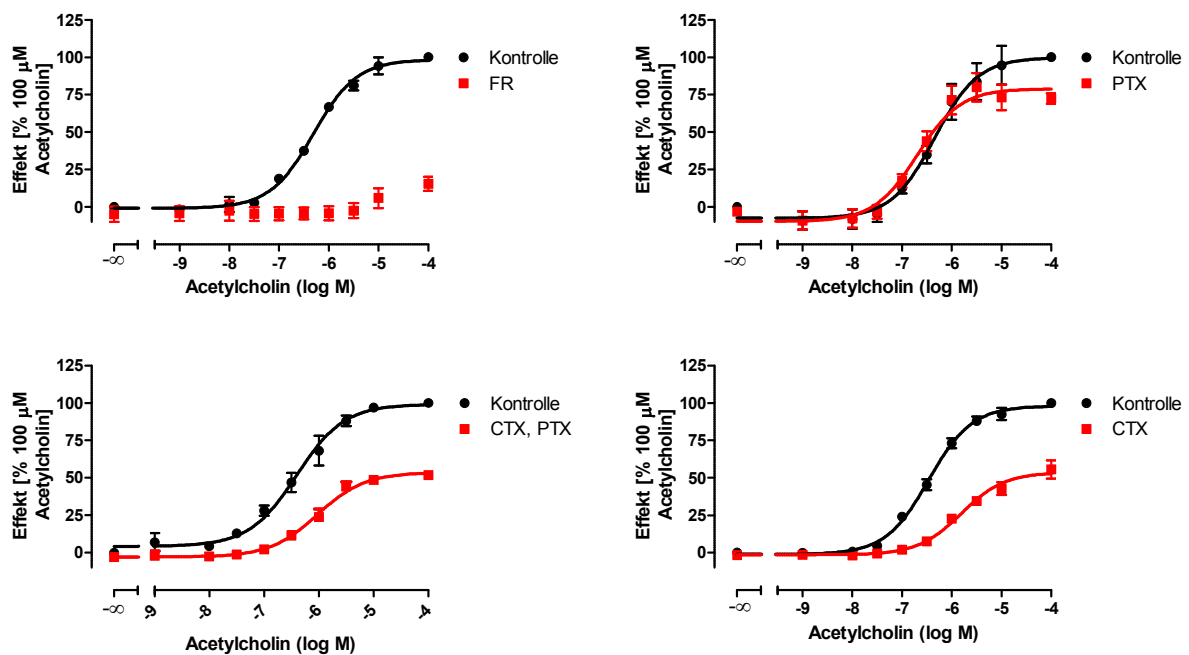 125
100
75
50
25
0
Effekt [% 100 µM
Acetylcholin]
-∞ -9 -8 -7 -6 -5 -4
Acetylcholin (log M)
Kontrolle
FR
125
100
75
50
25
0
Effekt [% 100 µM
Acetylcholin]
-∞ -9 -8 -7 -6 -5 -4
Acetylcholin (log M)
Kontrolle
PTX
125
100
75
50
25
0
Effekt [% 100 µM
Acetylcholin]
-∞ -9 -8 -7 -6 -5 -4
Acetylcholin (log M)
Kontrolle
CTX, PTX
125
100
75
50
25
0
Effekt [% 100 µM
Acetylcholin]
-∞ -9 -8 -7 -6 -5 -4
Acetylcholin (log M)
Kontrolle
CTX